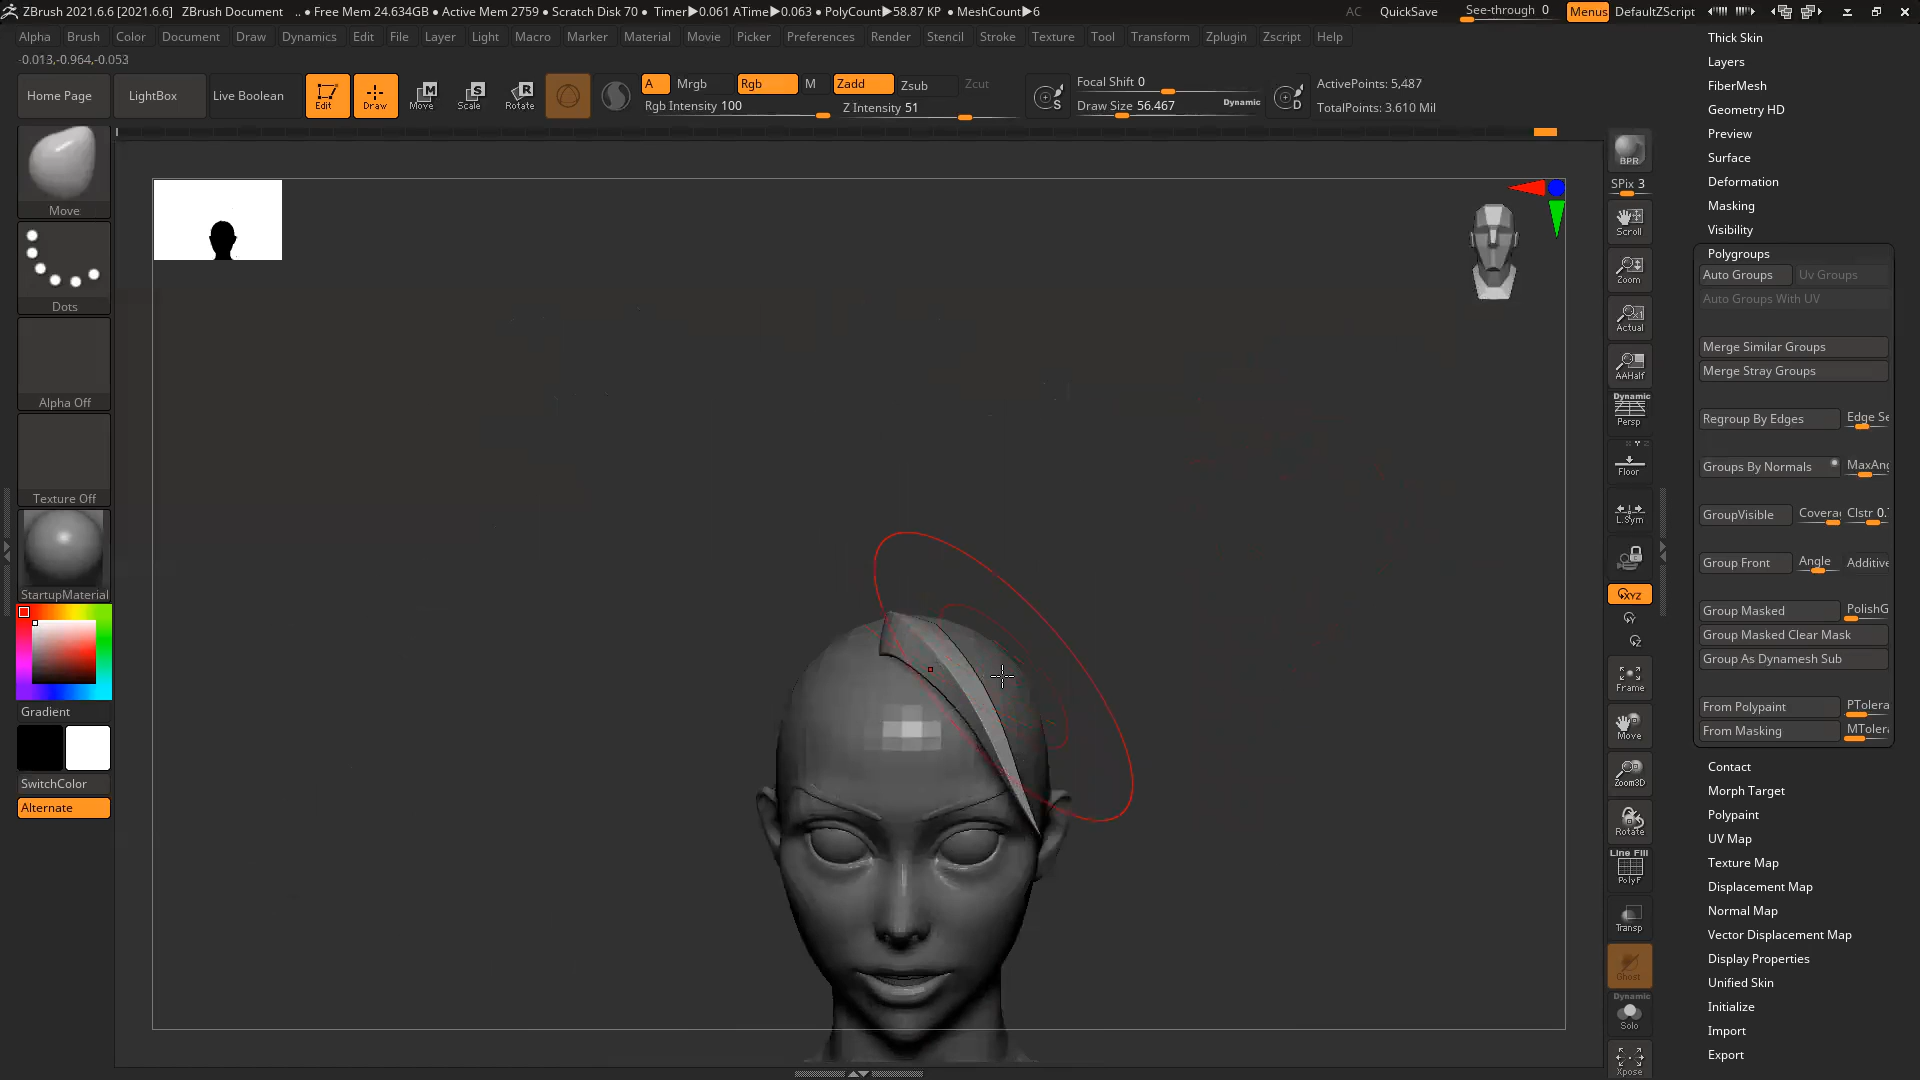 ZBrush 2021.6.6 [2021.6.6] ZBrush Document .. • Free Mem 24.634GB • Active Mem 2759 • Scratch Disk 70 • Timer▶0.061 ATime▶0.063 • PolyCount▶58.87 KP • MeshCount▶6 AC QuickSave See-through 0 Menus DefaultZScript
Alpha Brush Color Document Draw Dynamics Edit File Layer Light Macro Marker Material Movie Picker Preferences Render Stencil Stroke Texture Tool Transform Zplugin Zscript Help
-0.013,-0.964,-0.053
Home Page LightBox Live Boolean Edit Draw Move Scale Rotate
A Mrgb Rgb M Zadd Zsub Zcut
Rgb Intensity 100 Z Intensity 51
S Focal Shift 0
Draw Size 56.467 Dynamic D
ActivePoints: 5,487
TotalPoints: 3.610 Mil
Move
Dots
Alpha Off
Texture Off
StartupMaterial
Gradient
SwitchColor
Alternate
BPR
SPix 3
Scroll
Zoom
Actual
AAHalf
Dynamic
Persp
Floor
L.Sym
XYZ
Y
Z
Frame
Move
Zoom3D
Rotate
Line Fill
PolyF
Transp
Ghost
Dynamic
Solo
Xpose
Thick Skin
Layers
FiberMesh
Geometry HD
Preview
Surface
Deformation
Masking
Visibility
Polygroups
Auto Groups Uv Groups
Auto Groups With UV
Merge Similar Groups
Merge Stray Groups
Regroup By Edges Edge Se
Groups By Normals MaxAng
GroupVisible Covera Clstr 0.
Group Front Angle Additive
Group Masked PolishG
Group Masked Clear Mask
Group As Dynamesh Sub
From Polypaint PTolera
From Masking MTolera
Contact
Morph Target
Polypaint
UV Map
Texture Map
Displacement Map
Normal Map
Vector Displacement Map
Display Properties
Unified Skin
Initialize
Import
Export